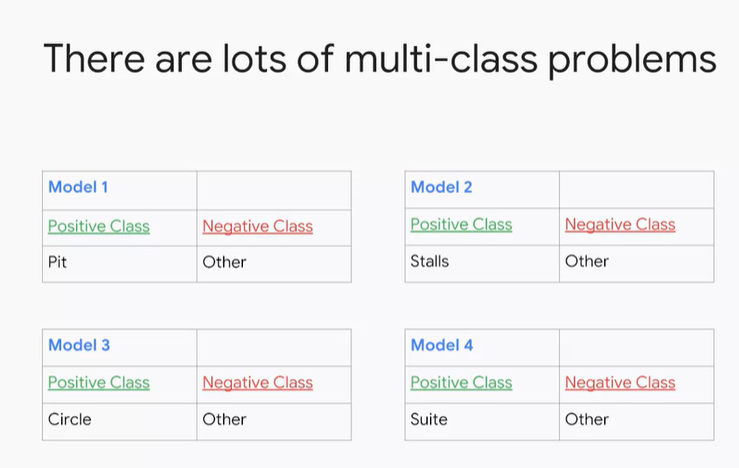 There are lots of multi-class problems
Model 1
Positive Class Negative Class
Pit Other
Model 2
Positive Class Negative Class
Stalls Other
Model 3
Positive Class Negative Class
Circle Other
Model 4
Positive Class Negative Class
Suite Other